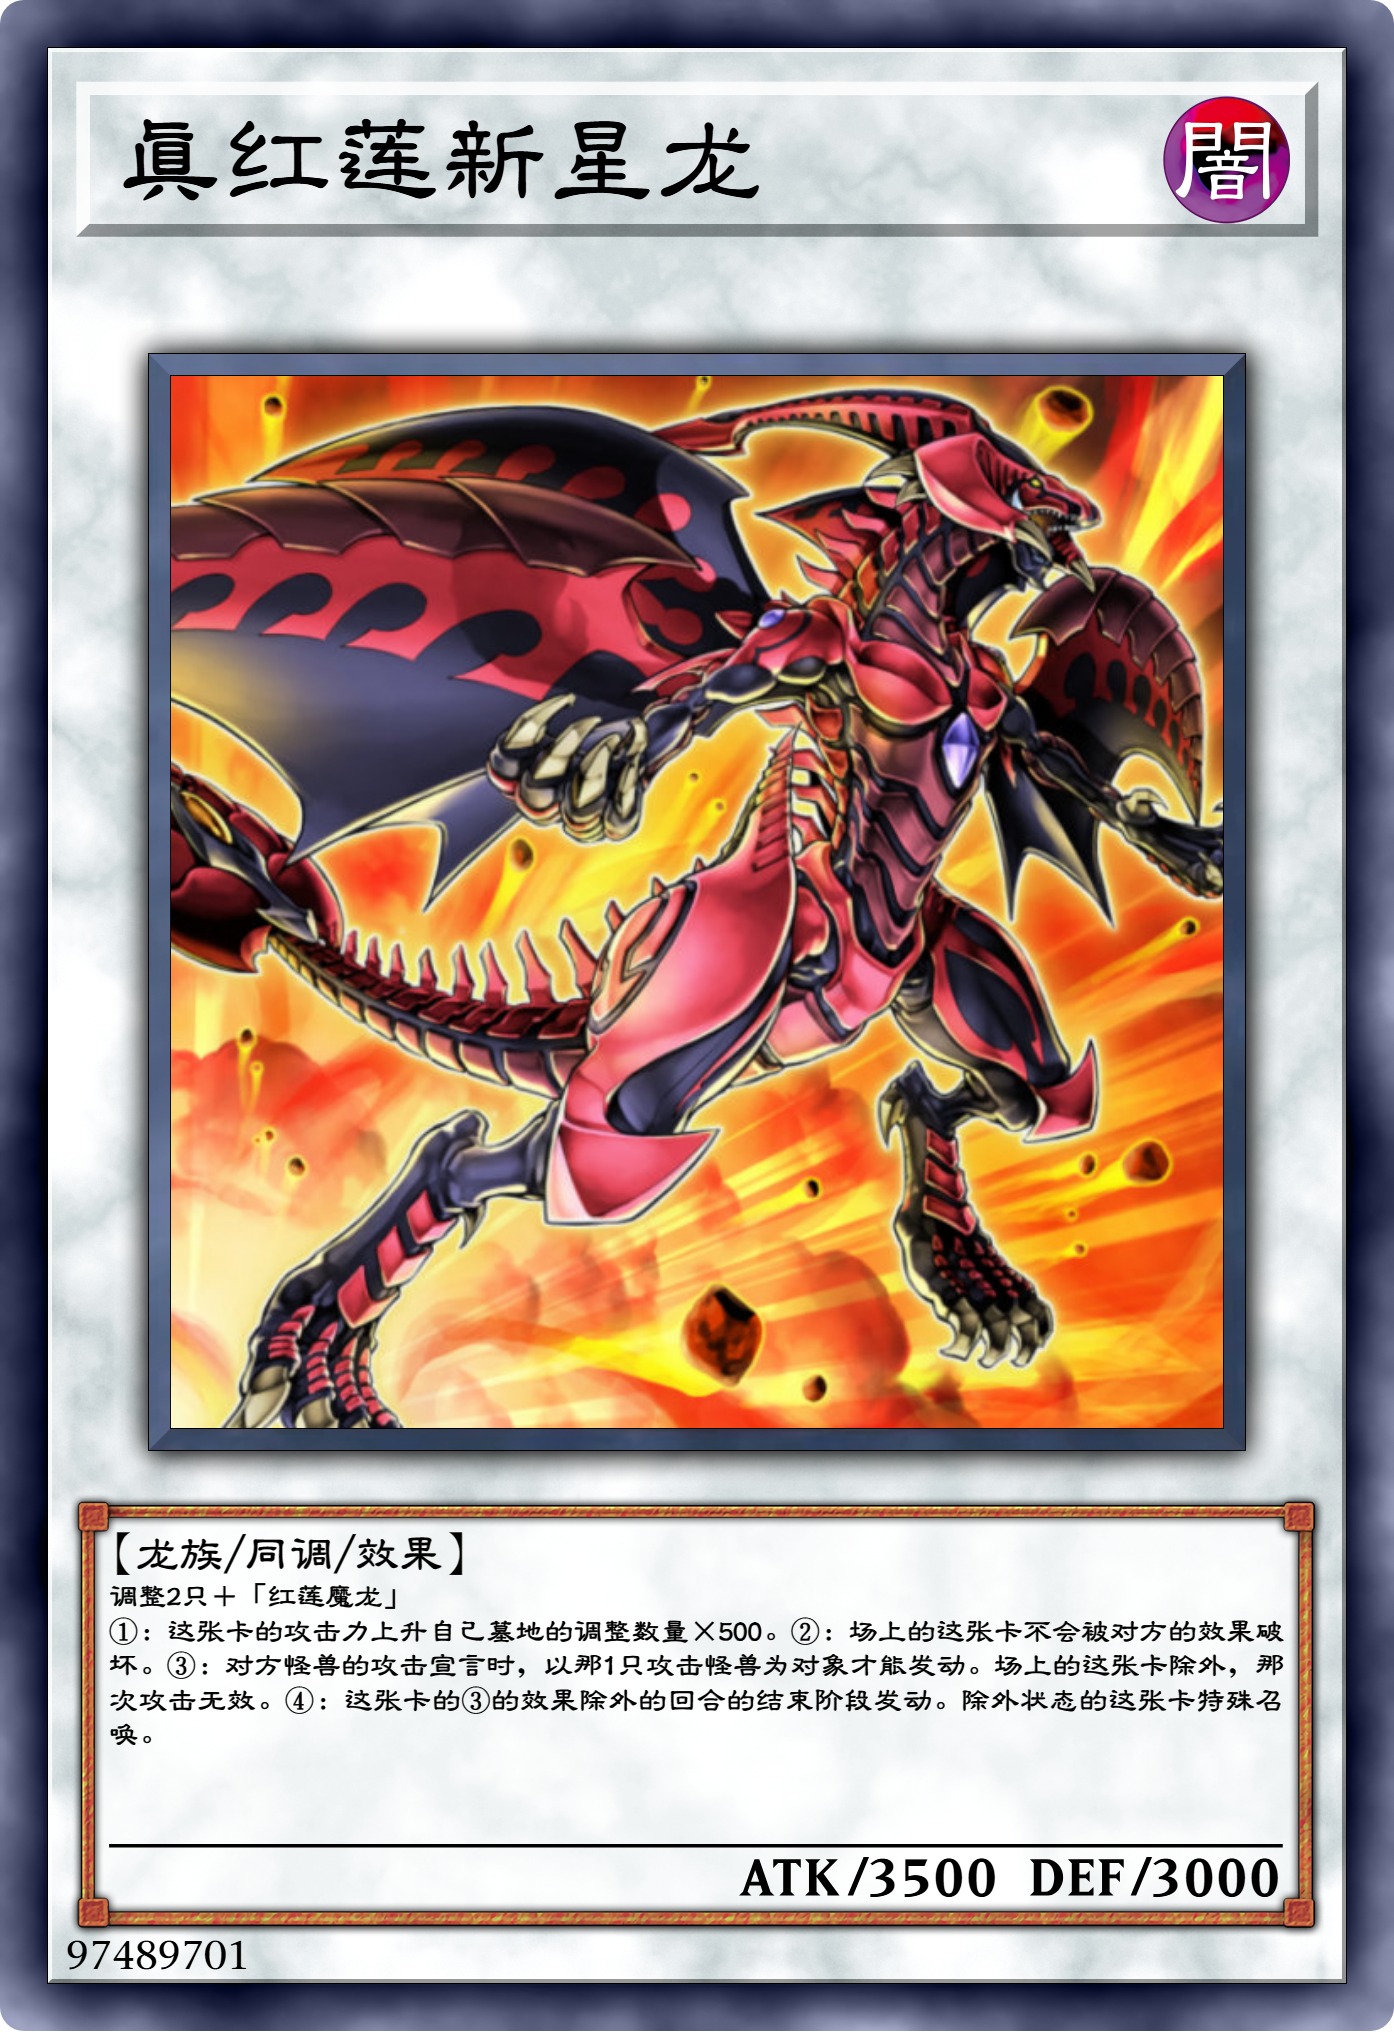 眞红莲新星龙
闇
【龙族/同调/效果】
调整2只＋「红莲魔龙」
①：这张卡的攻击力上升自己墓地的调整数量×500。②：场上的这张卡不会被对方的效果破
坏。③：对方怪兽的攻击宣言时，以那1只攻击怪兽为对象才能发动。场上的这张卡除外，那
次攻击无效。④：这张卡的③的效果除外的回合的结束阶段发动。除外状态的这张卡特殊召
唤。
ATK/3500 DEF/3000
97489701